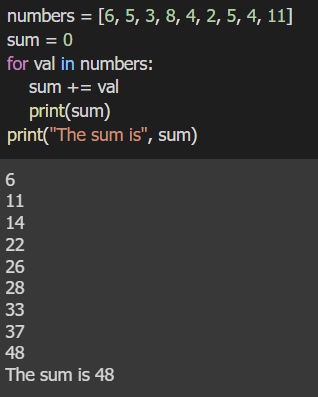 numbers = [6, 5, 3, 8, 4, 2, 5, 4, 11]
sum = 0
for val in numbers:
    sum += val
    print(sum)
print("The sum is", sum)
6
11
14
22
26
28
33
37
48
The sum is 48